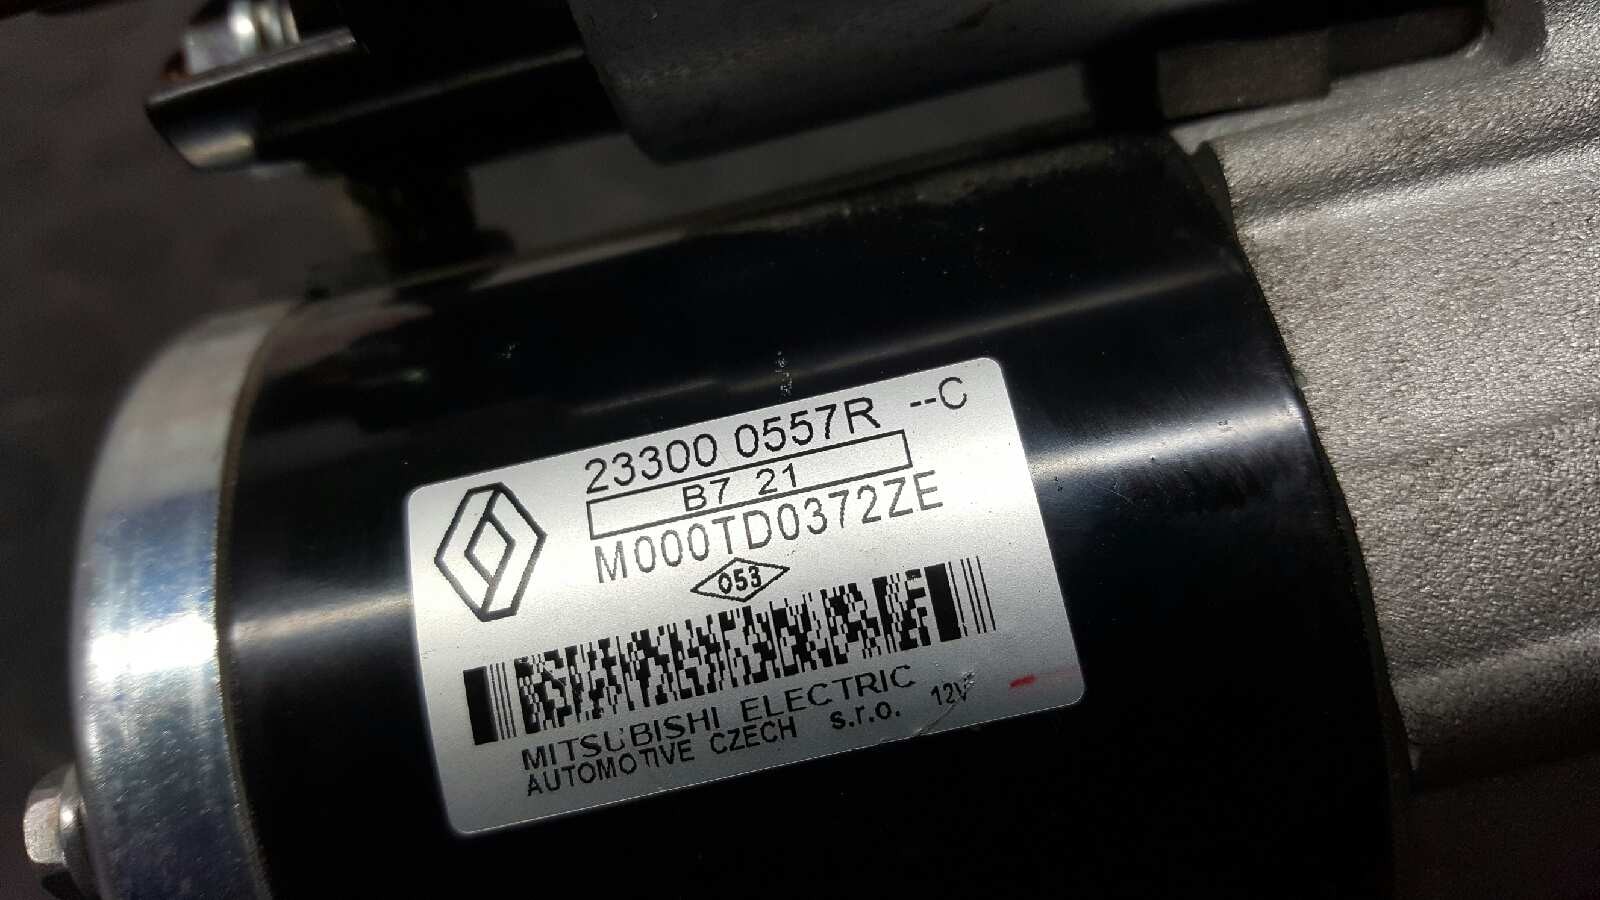 23300 0557R --C
B7 21
M000TD0372ZE
053
MITSUBISHI ELECTRIC
AUTOMOTIVE CZECH s.r.o. 12V